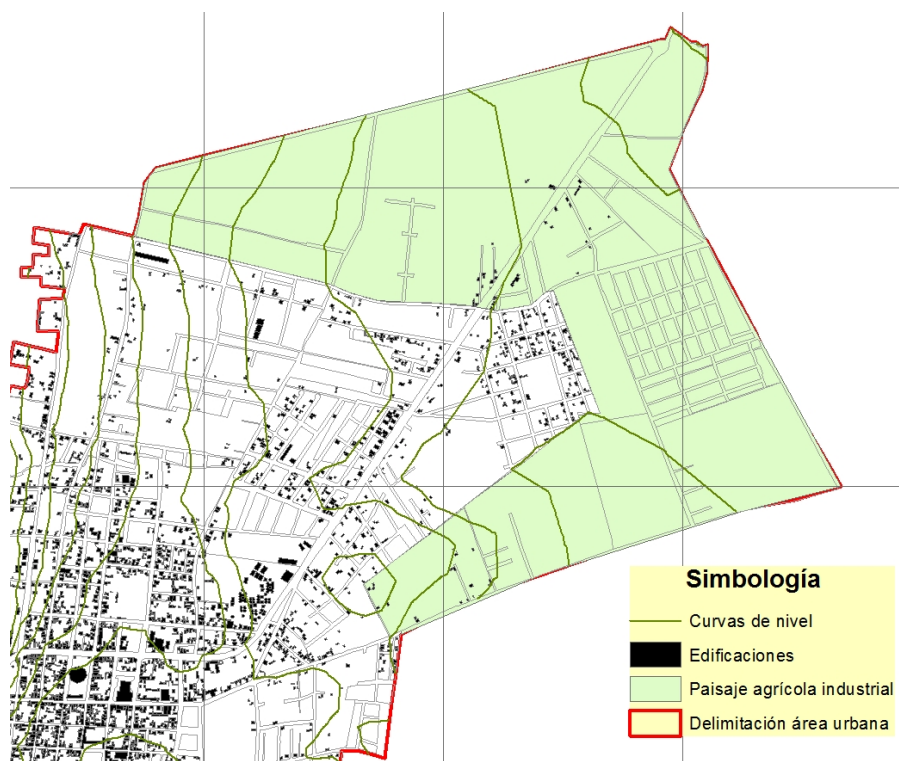 Simbología
Curvas de nivel
Edificaciones
Paisaje agrícola industrial
Delimitación área urbana